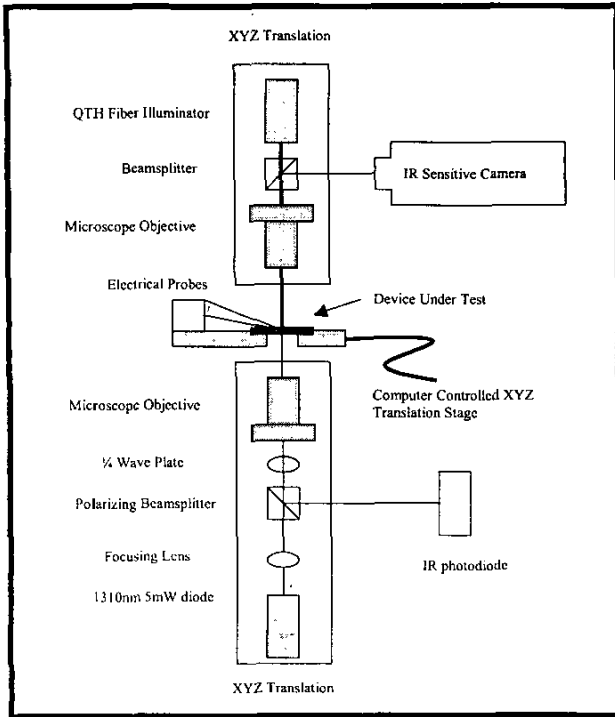 XYZ Translation
QTH Fiber Illuminator
Beamsplitter
IR Sensitive Camera
Microscope Objective
Electrical Probes
Device Under Test
Computer Controlled XYZ
Translation Stage
Microscope Objective
¼ Wave Plate
Polarizing Beamsplitter
Focusing Lens
IR photodiode
1310nm 5mW diode
XYZ Translation